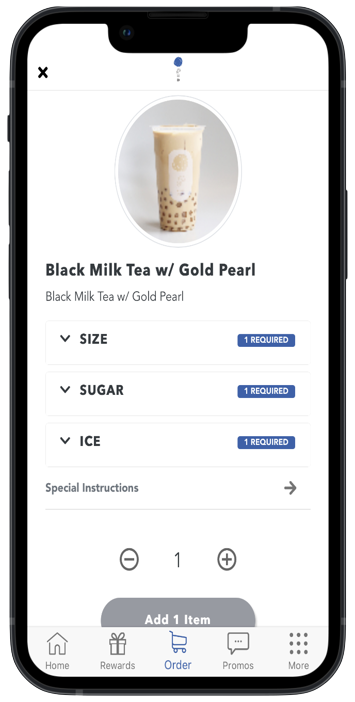 Black Milk Tea w/ Gold Pearl
Black Milk Tea w/ Gold Pearl
SIZE 1 REQUIRED
SUGAR 1 REQUIRED
ICE 1 REQUIRED
Special Instructions
1
Add 1 Item
Home Rewards Order Promos More